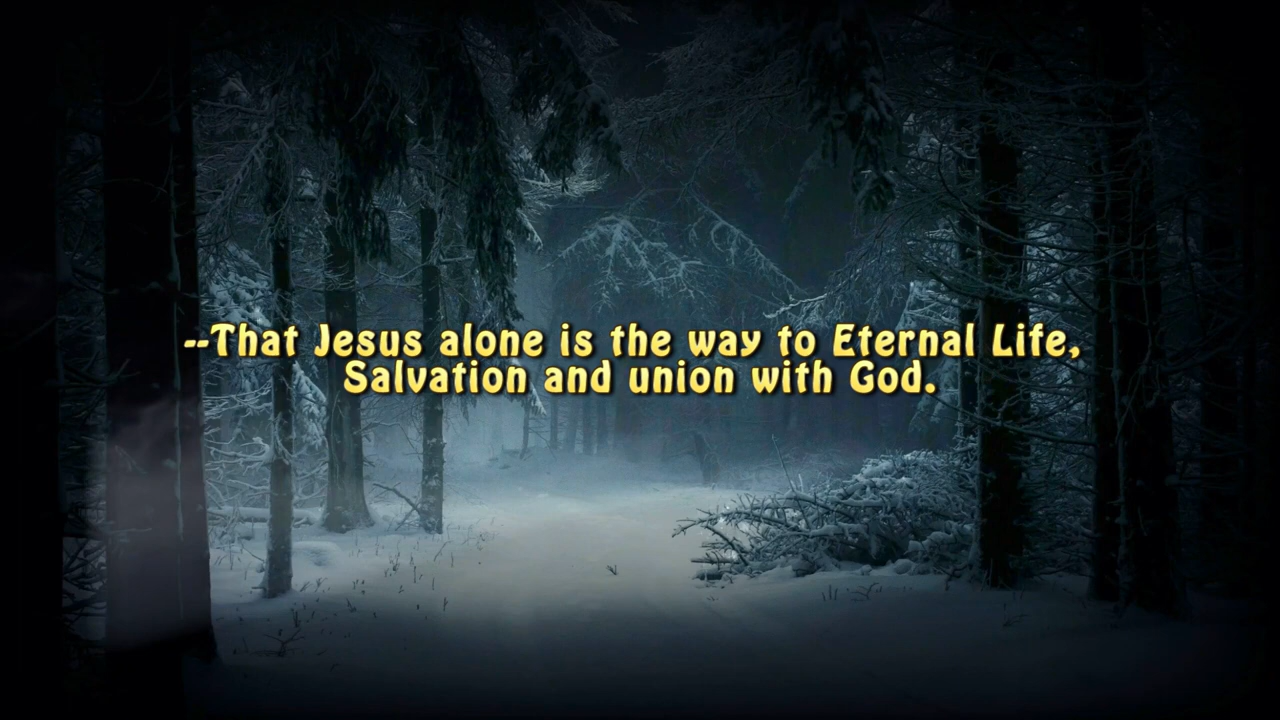 --That Jesus alone is the way to Eternal Life,
Salvation and union with God.